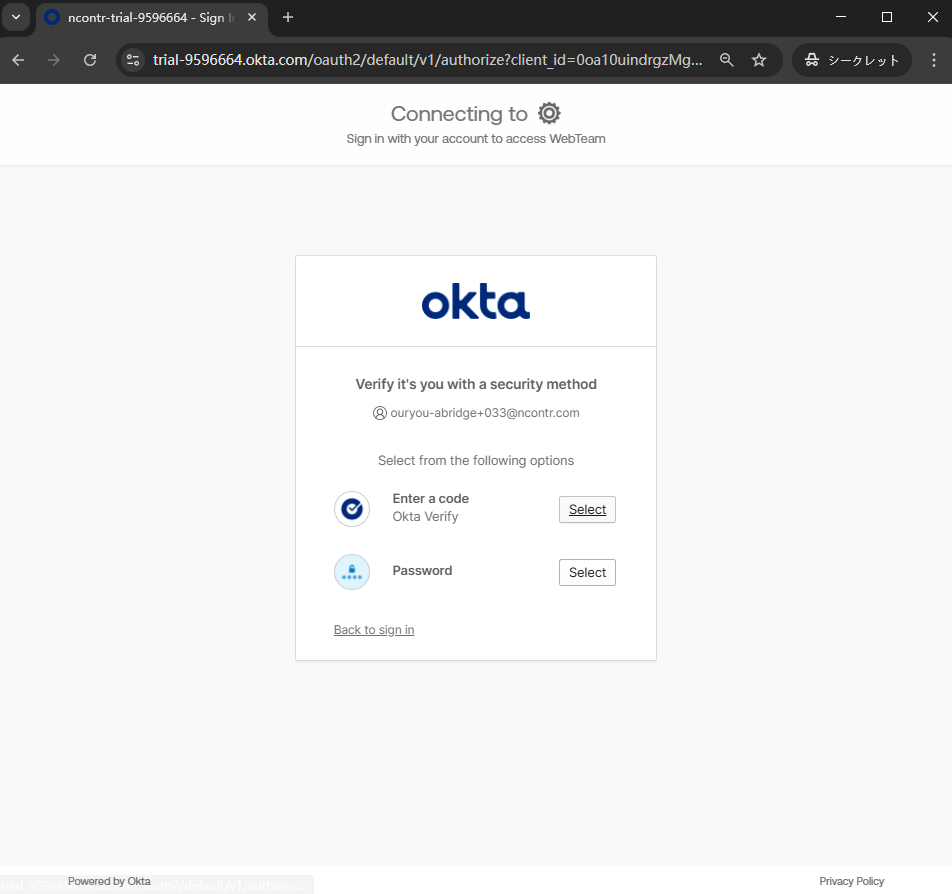 ncontr-trial-9596664 - Sign I
trial-9596664.okta.com/oauth2/default/v1/authorize?client_id=0oa10uindrgzMg...
シークレット
Connecting to
Sign in with your account to access WebTeam
okta
Verify it's you with a security method
ouryou-abridge+033@ncontr.com
Select from the following options
Enter a code
Okta Verify
Select
Password
Select
Back to sign in
Powered by Okta
Privacy Policy